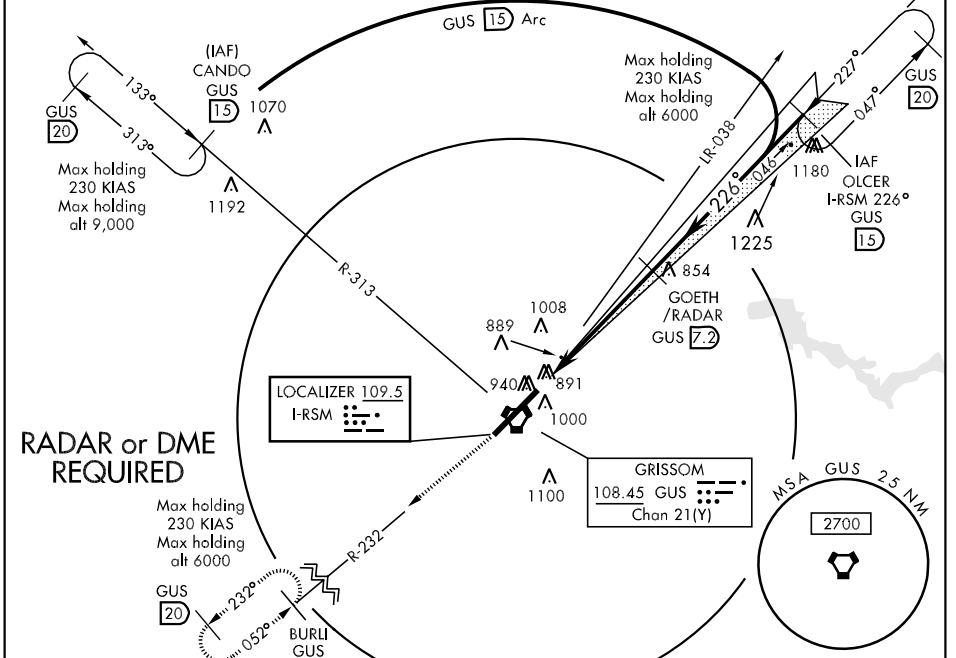 GUS 15 Arc
(IAF)
CANDO
GUS
15
1070
133°
313°
GUS
20
Max holding
230 KIAS
Max holding
alt 9,000
1192
R-313
Max holding
230 KIAS
Max holding
alt 6000
LR-038
227°
047°
GUS
20
226°
046
1180
IAF
OLCER
I-RSM 226°
GUS
15
1225
854
GOETH
/RADAR
GUS 7.2
1008
889
940
891
1000
LOCALIZER 109.5
I-RSM
RADAR or DME
REQUIRED
1100
GRISSOM
108.45 GUS
Chan 21(Y)
MSA GUS 25 NM
2700
Max holding
230 KIAS
Max holding
alt 6000
R-232
GUS
20
232°
052°
BURLI
GUS